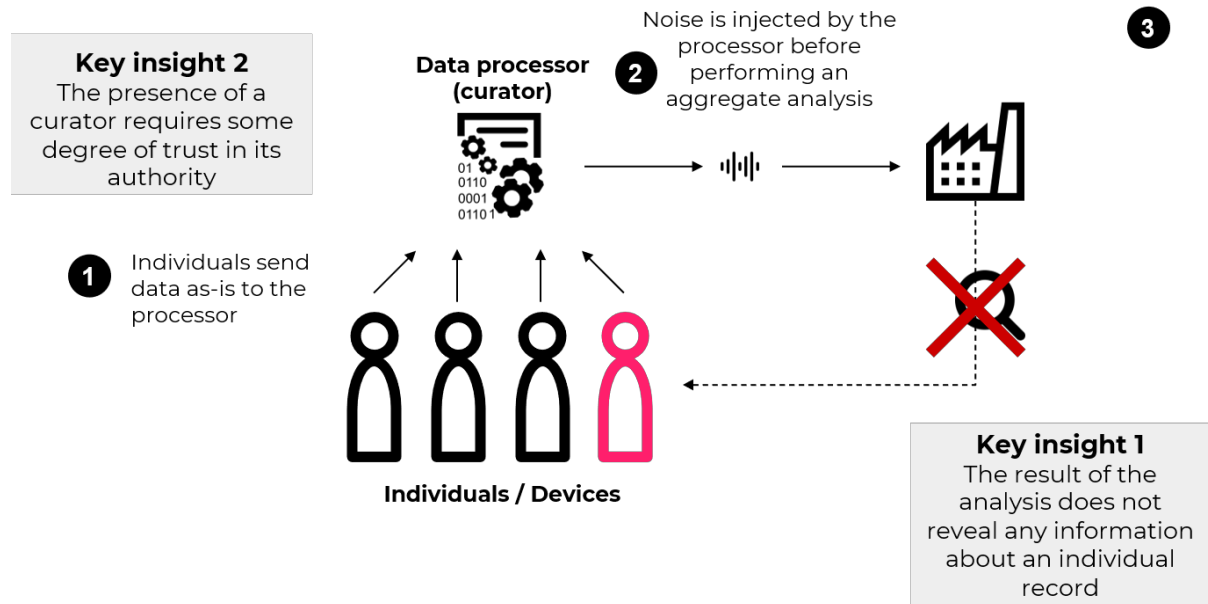 Key insight 2
The presence of a
curator requires some
degree of trust in its
authority
Data processor
(curator)
01
0110
0001
01101
2
Noise is injected by the
processor before
performing an
aggregate analysis
3
1
Individuals send
data as-is to the
processor
Individuals / Devices
Key insight 1
The result of the
analysis does not
reveal any information
about an individual
record